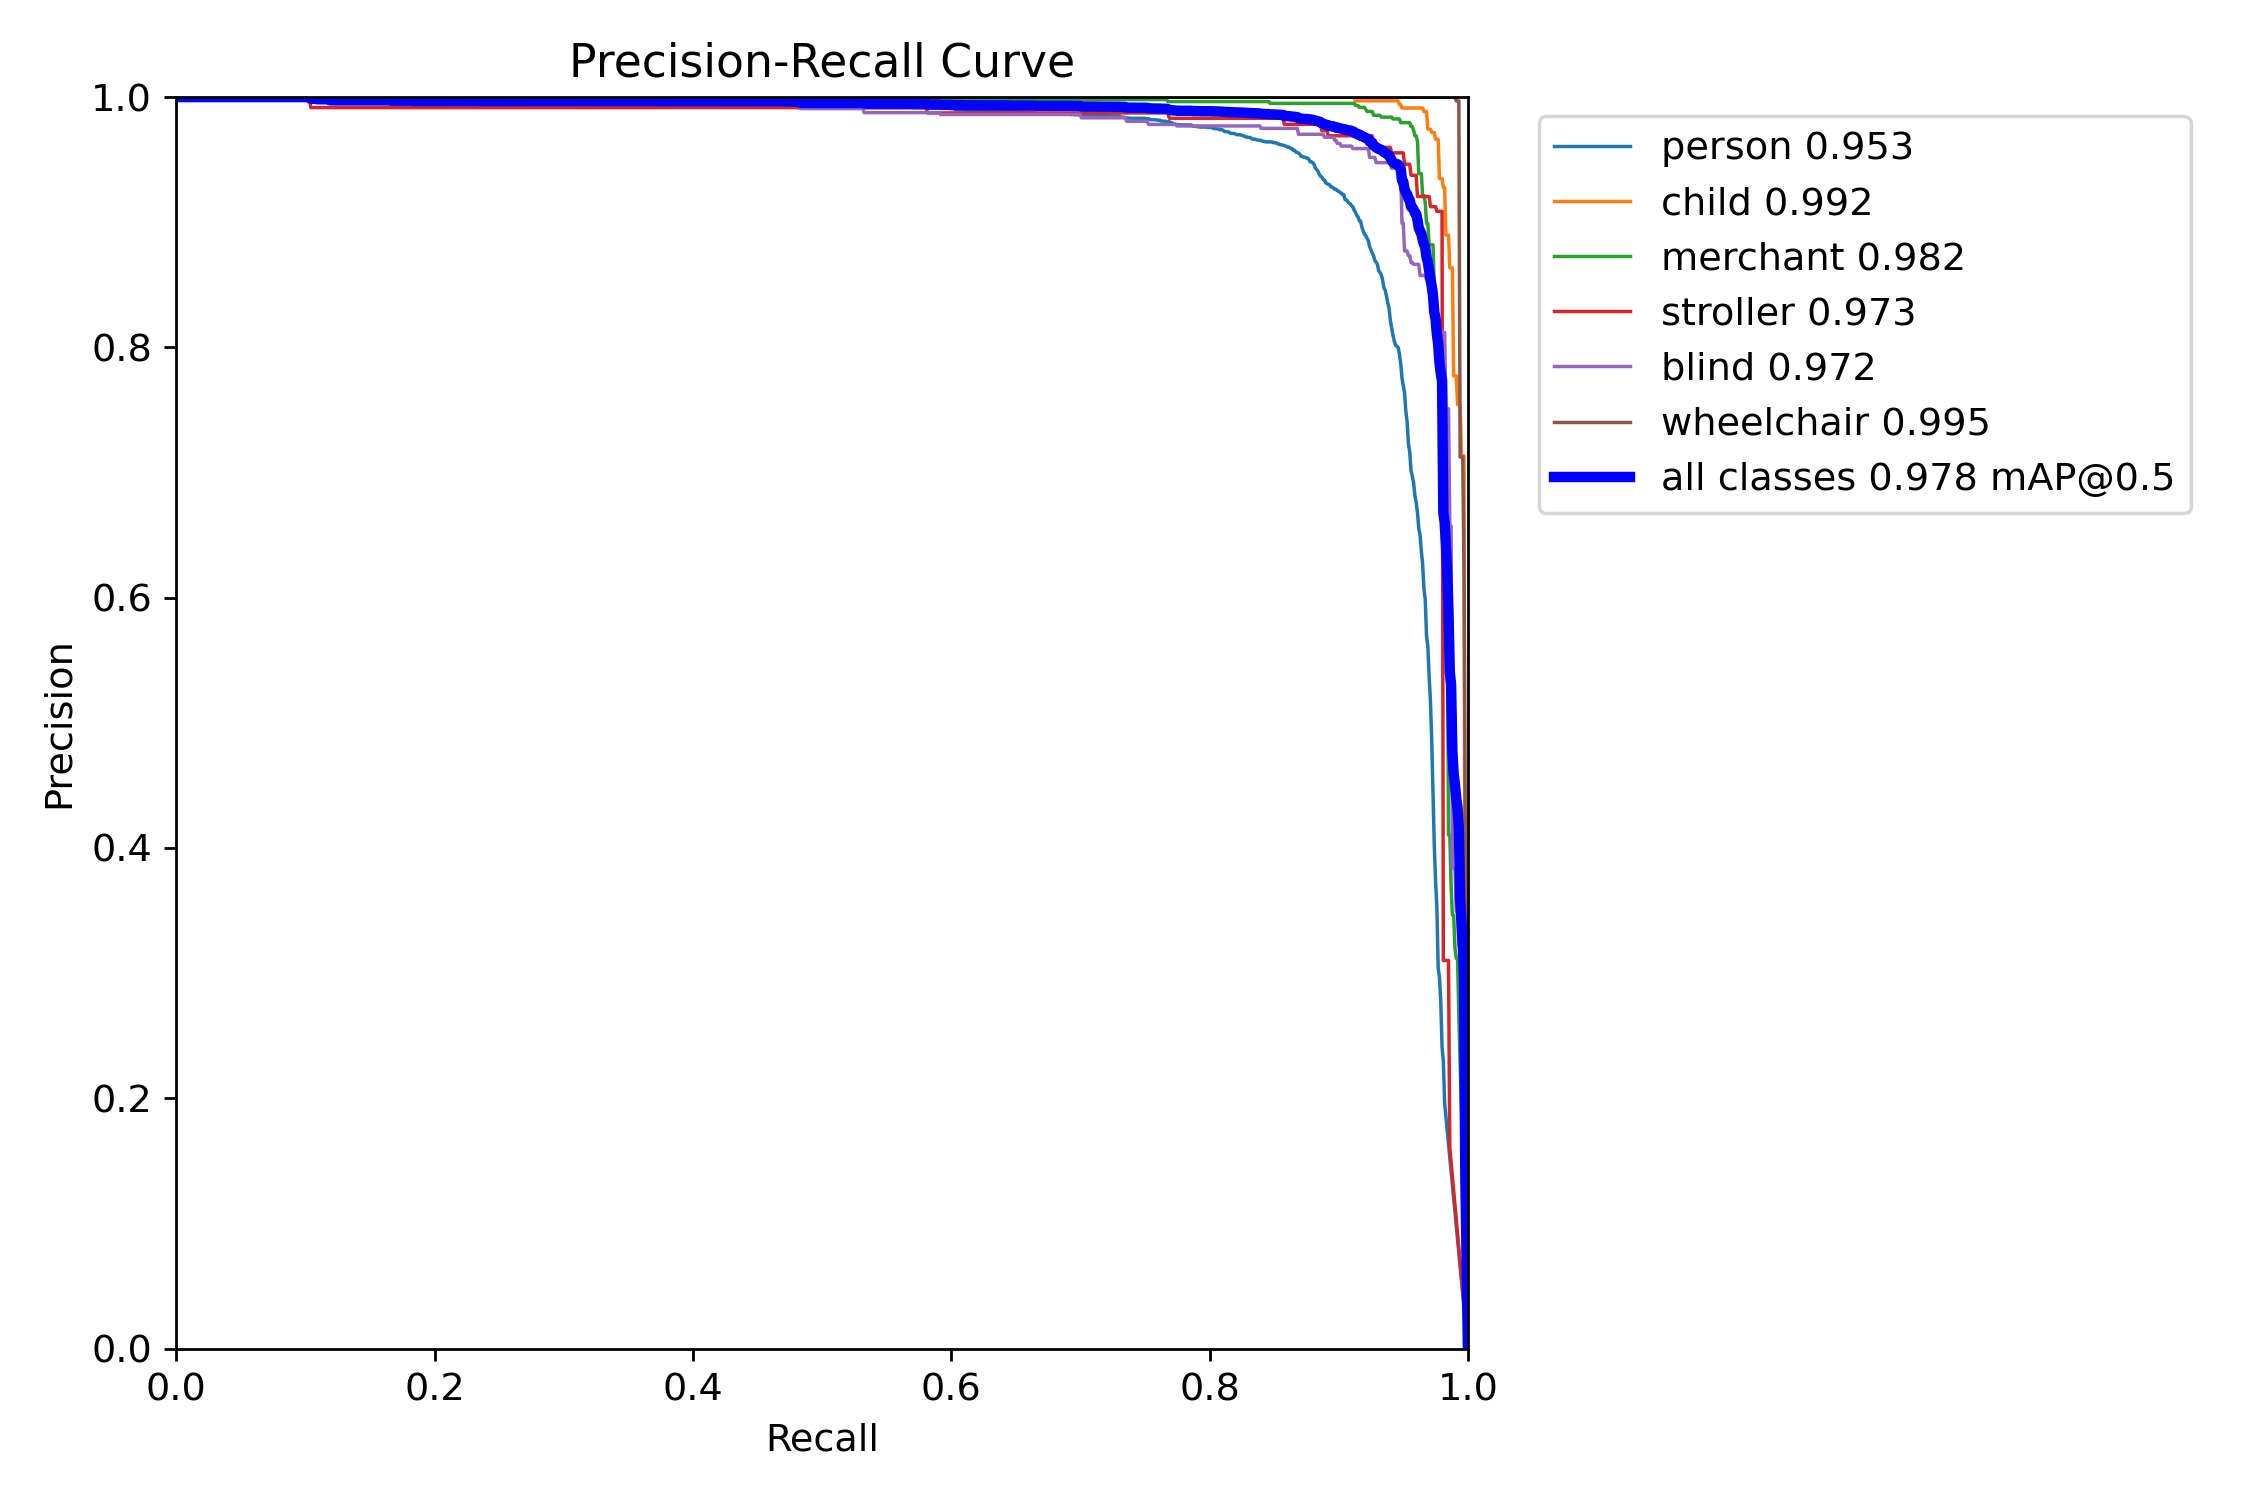 Precision-Recall Curve
1.0
0.8
0.6
0.4
0.2
0.0
Precision
0.0 0.2 0.4 0.6 0.8 1.0
Recall
person 0.953
child 0.992
merchant 0.982
stroller 0.973
blind 0.972
wheelchair 0.995
all classes 0.978 mAP@0.5